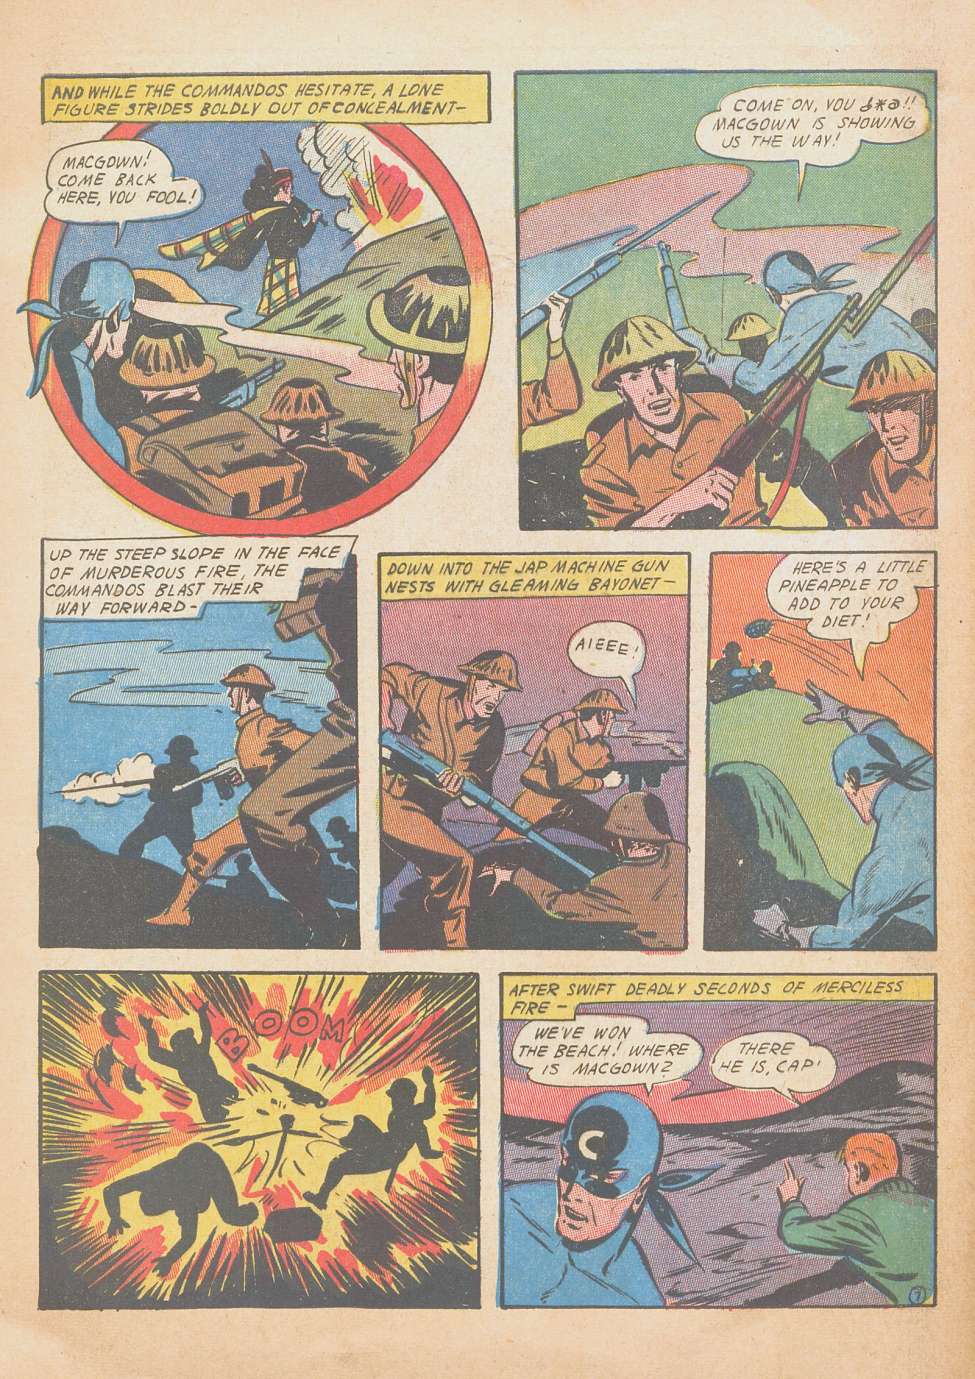 AND WHILE THE COMMANDOS HESITATE, A LONE
FIGURE STRIDES BOLDLY OUT OF CONCEALMENT—
MACGOWN!
COME BACK
HERE, YOU FOOL!
COME ON, YOU &*@!!
MACGOWN IS SHOWING
US THE WAY!
UP THE STEEP SLOPE IN THE FACE
OF MURDEROUS FIRE, THE
COMMANDOS BLAST THEIR
WAY FORWARD-
DOWN INTO THE JAP MACHINE GUN
NESTS WITH GLEAMING BAYONET—
AIEEE!
HERE'S A LITTLE
PINEAPPLE TO
ADD TO YOUR
DIET!
BOOM
AFTER SWIFT DEADLY SECONDS OF MERCILESS
FIRE —
WE'VE WON
THE BEACH! WHERE
IS MACGOWN?
THERE
HE IS, CAP!
C
7